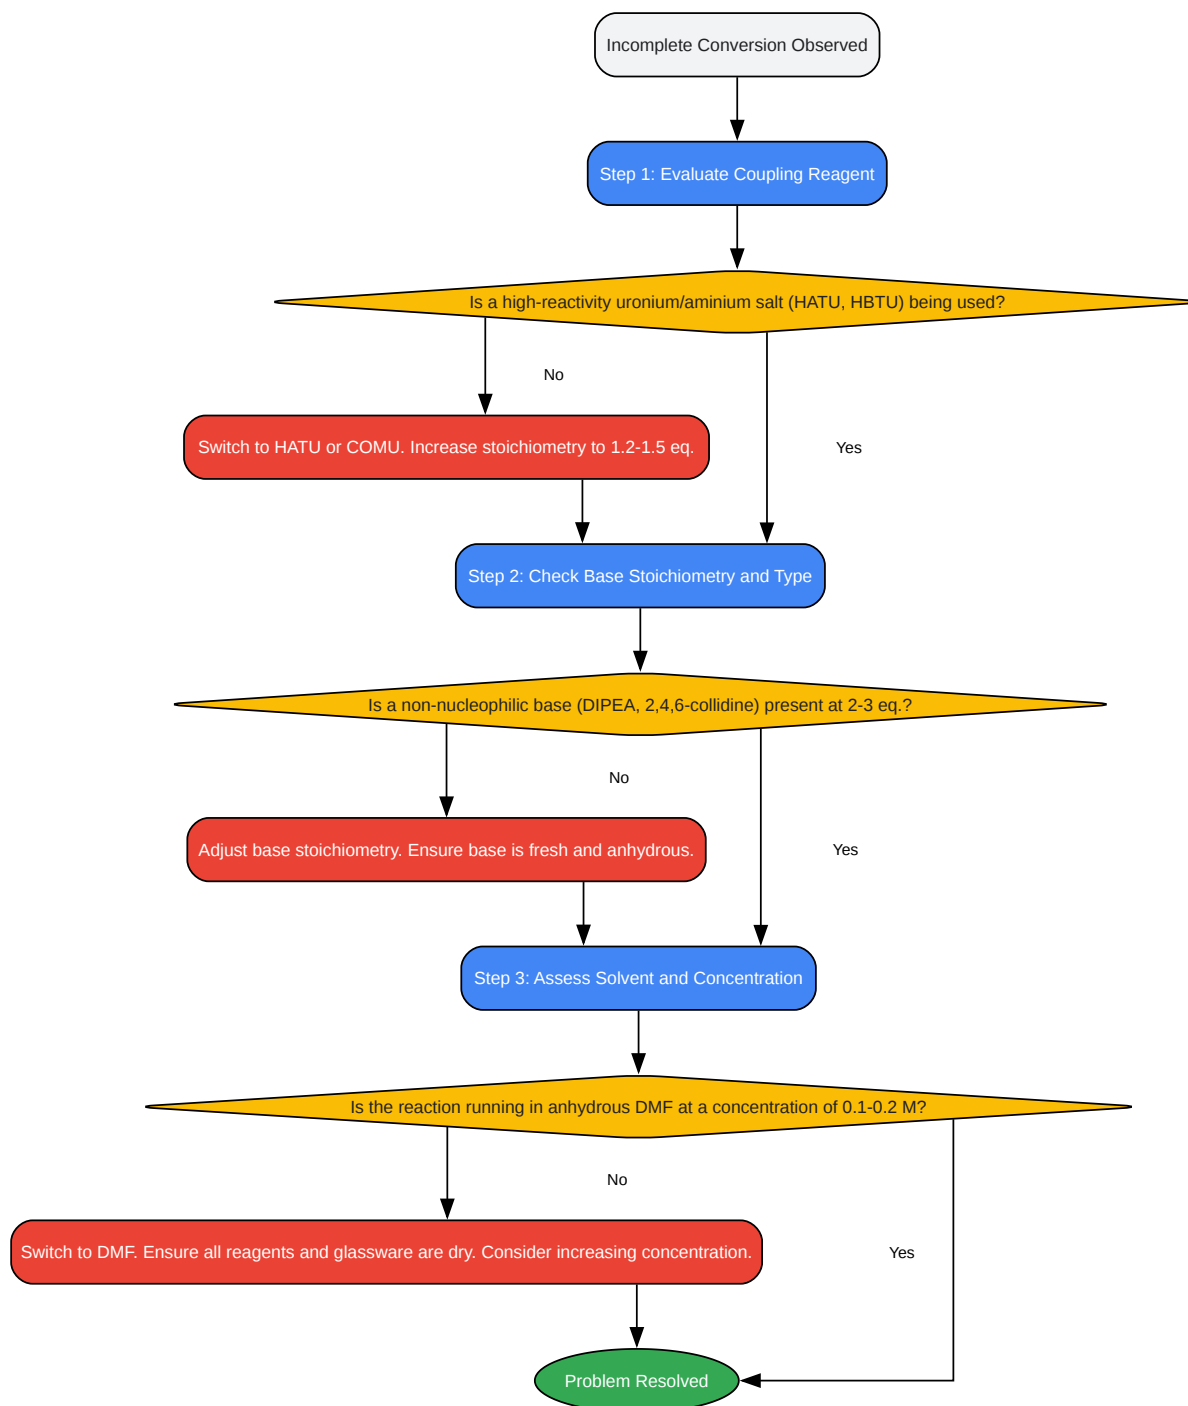 Incomplete Conversion Observed
Step 1: Evaluate Coupling Reagent
Is a high-reactivity uronium/aminium salt (HATU, HBTU) being used?
No
Switch to HATU or COMU. Increase stoichiometry to 1.2-1.5 eq.
Yes
Step 2: Check Base Stoichiometry and Type
Is a non-nucleophilic base (DIPEA, 2,4,6-collidine) present at 2-3 eq.?
No
Adjust base stoichiometry. Ensure base is fresh and anhydrous.
Yes
Step 3: Assess Solvent and Concentration
Is the reaction running in anhydrous DMF at a concentration of 0.1-0.2 M?
No
Switch to DMF. Ensure all reagents and glassware are dry. Consider increasing concentration.
Yes
Problem Resolved